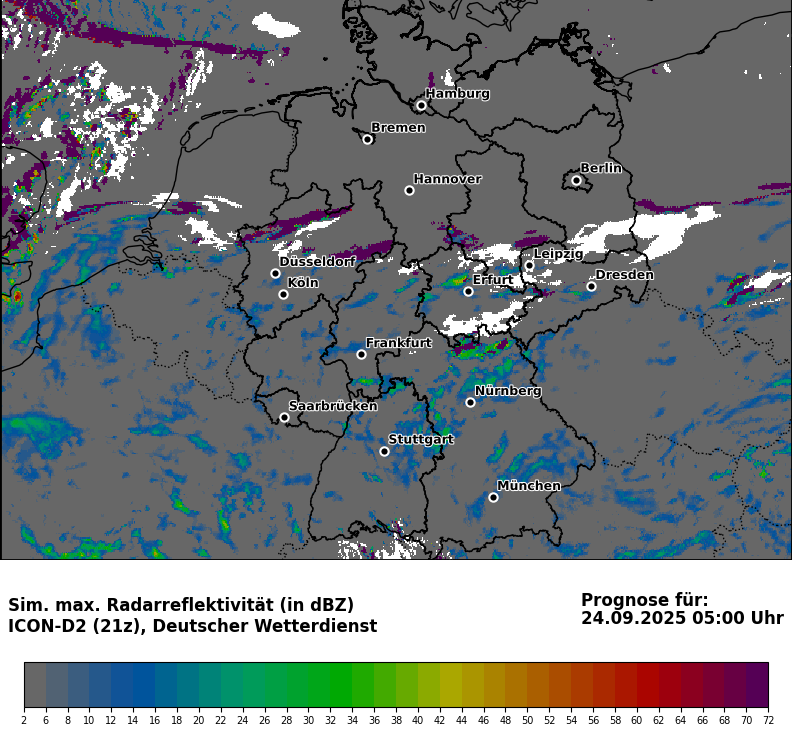 Hamburg
Bremen
Berlin
Hannover
Leipzig
Düsseldorf
Dresden
Erfurt
Köln
Frankfurt
Nürnberg
Saarbrücken
Stuttgart
München
Sim. max. Radarreflektivität (in dBZ)
ICON-D2 (21z), Deutscher Wetterdienst
Prognose für:
24.09.2025 05:00 Uhr
2 6 8 10 12 14 16 18 20 22 24 26 28 30 32 34 36 38 40 42 44 46 48 50 52 54 56 58 60 62 64 66 68 70 72